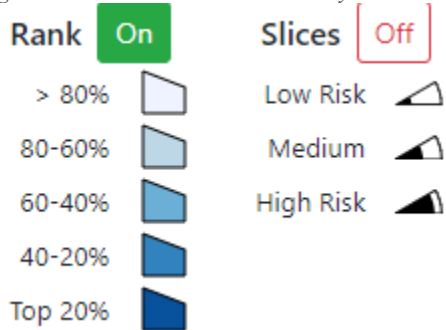 Rank On
> 80%
80-60%
60-40%
40-20%
Top 20%
Slices Off
Low Risk
Medium
High Risk